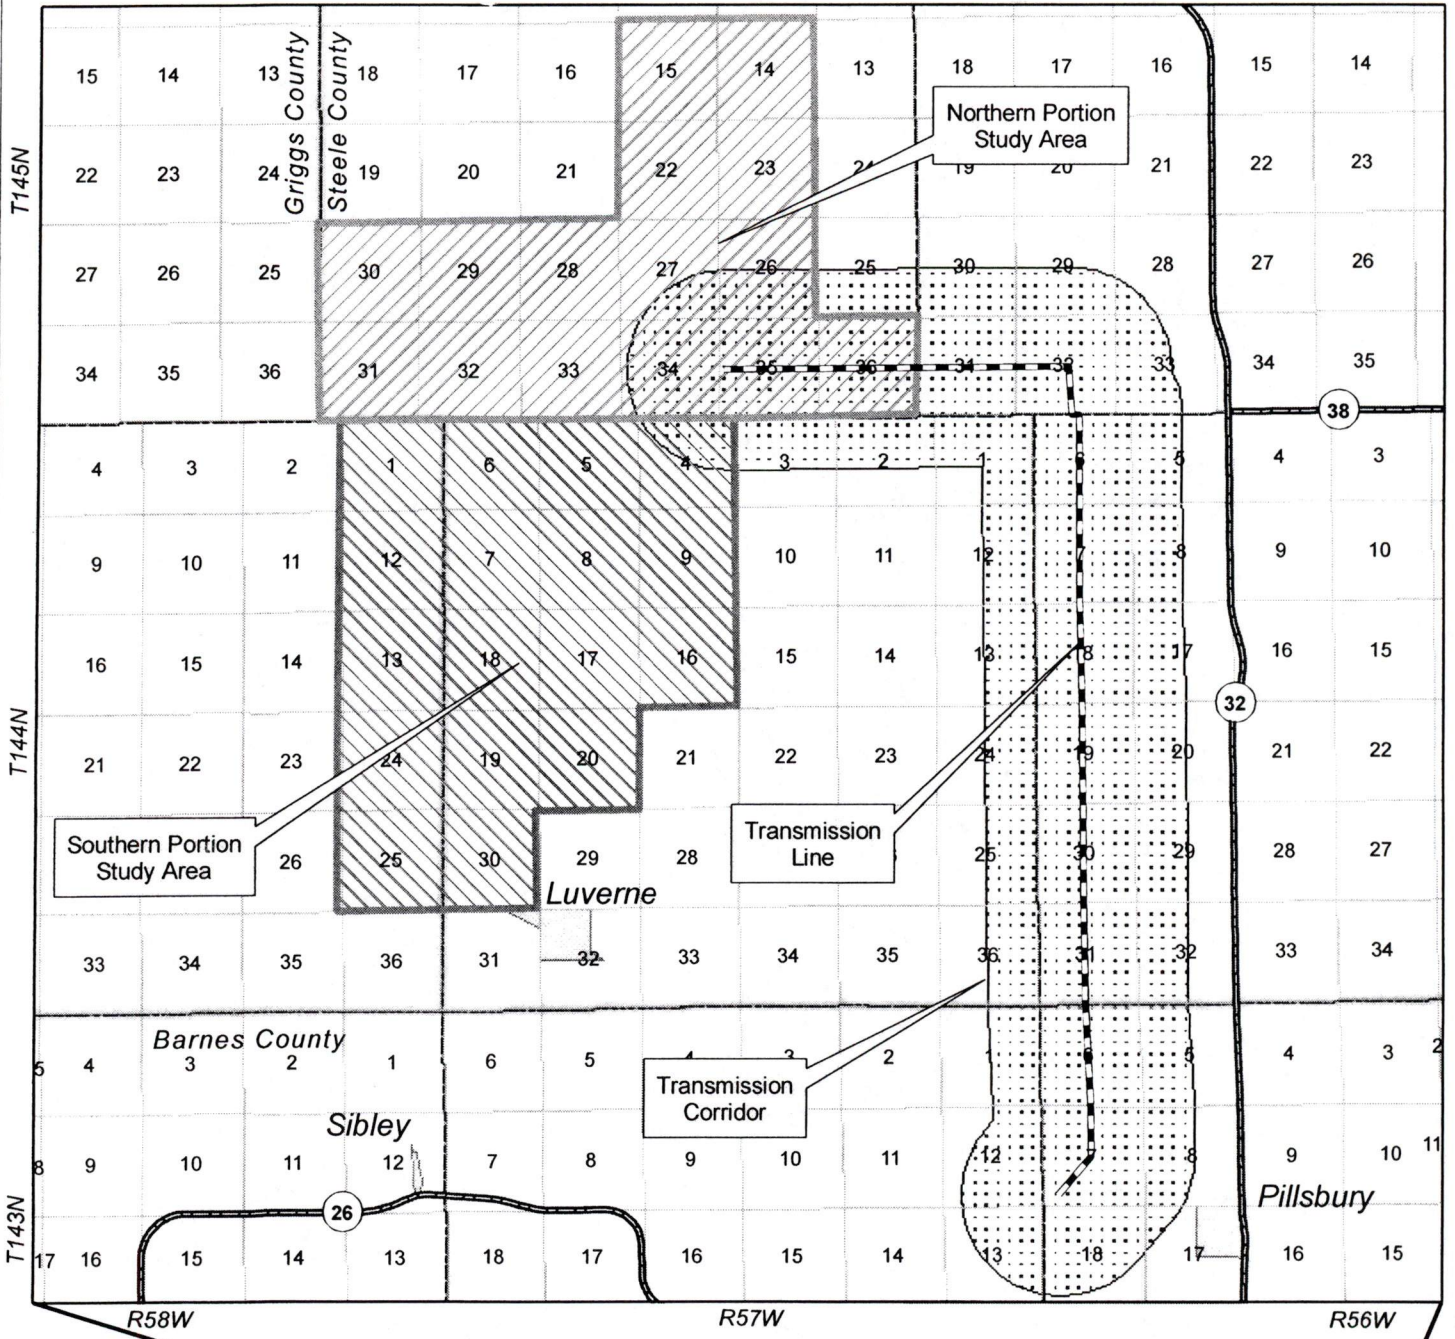 15 14 13 18 17 16 15 14 13 18 17 16 15 14
Griggs County
Steele County
Northern Portion
Study Area
T145N
22 23 24 19 20 21 22 23 24 19 20 21 22 23
27 26 25 30 29 28 27 26 25 30 29 28 27 26
34 35 36 31 32 33 34 35 36 31 32 33 34 35
38
4 3 2 1 6 5 4 3 2 1 6 5 4 3
9 10 11 12 7 8 9 10 11 12 7 8 9 10
16 15 14 13 18 17 16 15 14 13 18 17 16 15
32
T144N
21 22 23 24 19 20 21 22 23 24 19 20 21 22
Southern Portion
Study Area
Transmission
Line
26 25 30 29 28 25 30 29 28 27
Luverne
33 34 35 36 31 32 33 34 35 36 31 32 33 34
Barnes County
5 4 3 2 1 6 5 4 3 2 1 6 5 4 3 2
Transmission
Corridor
Sibley
8 9 10 11 12 7 8 9 10 11 12 8 9 10 11
Pillsbury
26
T143N
17 16 15 14 13 18 17 16 15 14 13 18 17 16 15
R58W R57W R56W